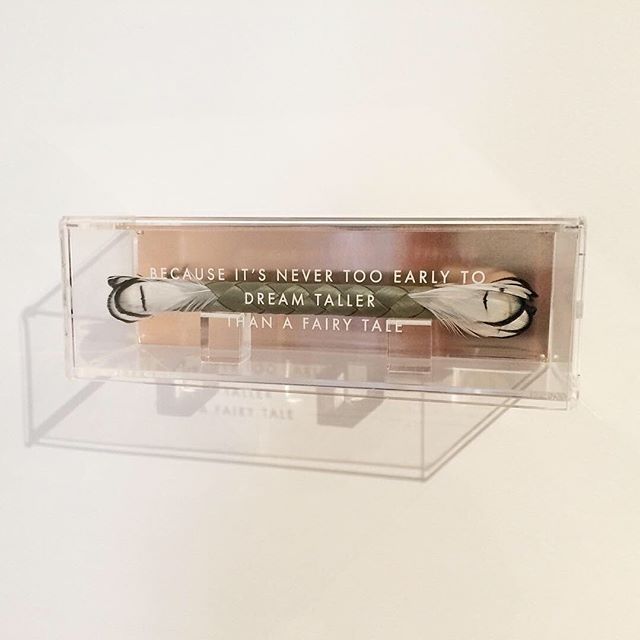 BECAUSE IT'S NEVER TOO EARLY TO
DREAM TALLER
THAN A FAIRY TALE